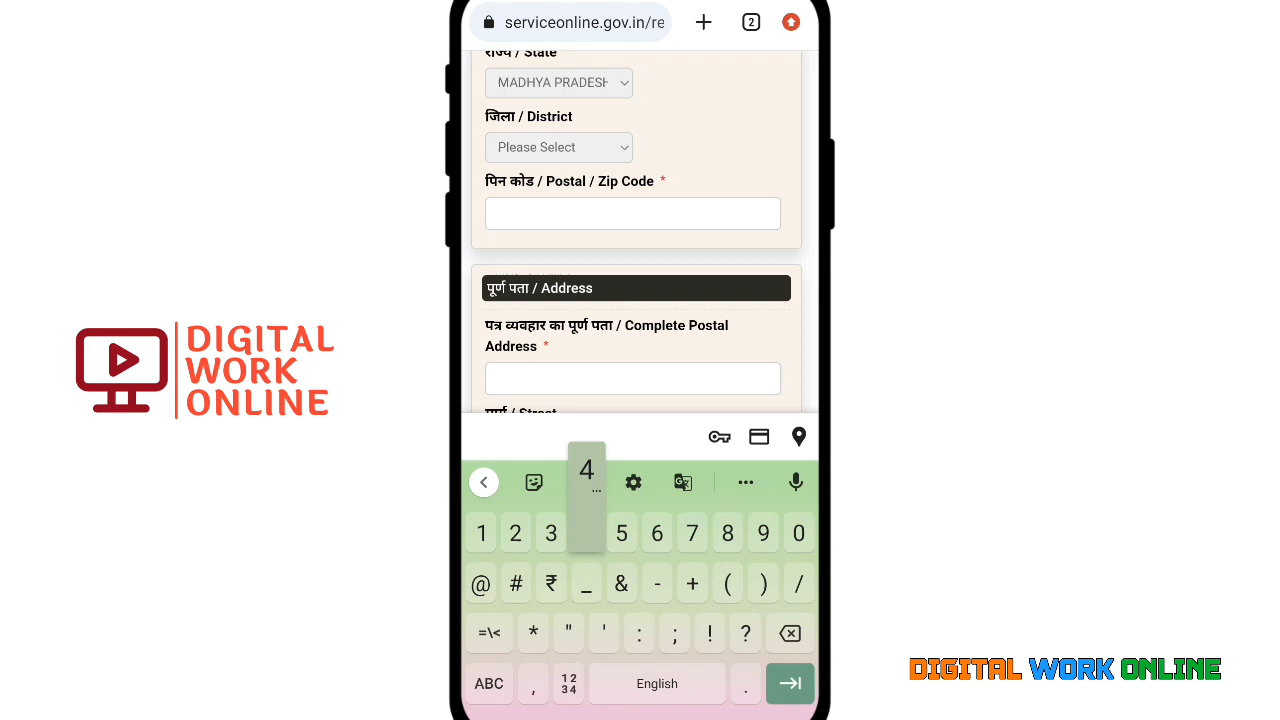 serviceonline.gov.in/re
2
राज्य / State
MADHYA PRADESH
जिला / District
Please Select
पिन कोड / Postal / Zip Code *
पूर्ण पता / Address
पत्र व्यवहार का पूर्ण पता / Complete Postal
Address *
मार्ग / Street
DIGITAL
WORK
ONLINE
4
...
1 2 3 5 6 7 8 9 0
@ # ₹ _ & - + ( ) /
=\< * " ' : ; ! ?
ABC , 12 34 English .
DIGITAL WORK ONLINE